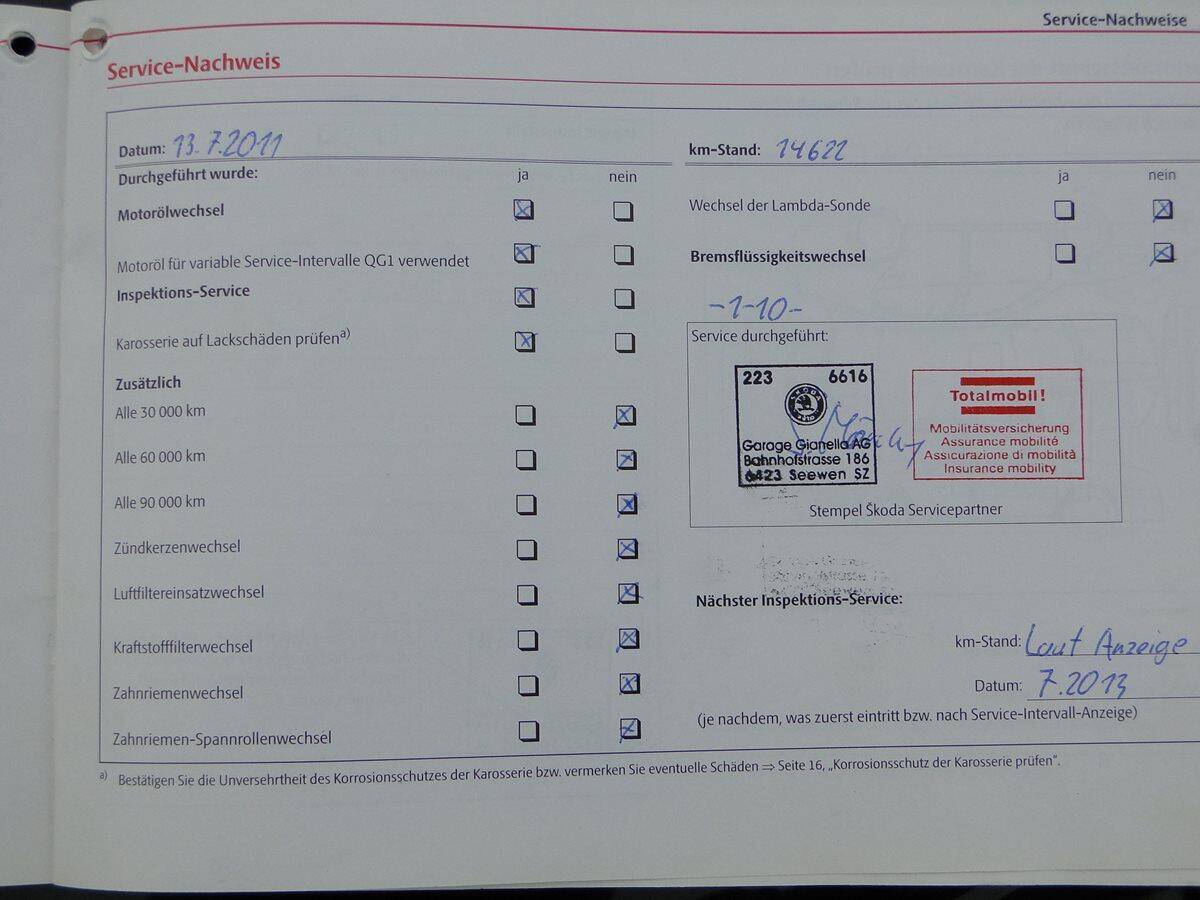 Service-Nachweise
Service-Nachweis
Datum: 13.7.2011
km-Stand: 14622
Durchgeführt wurde:
ja nein
ja nein
Motorölwechsel
Motoröl für variable Service-Intervalle QG1 verwendet
Inspektions-Service
Karosserie auf Lackschäden prüfen a)
Zusätzlich
Alle 30 000 km
Alle 60 000 km
Alle 90 000 km
Zündkerzenwechsel
Luftfiltereinsatzwechsel
Kraftstofffilterwechsel
Zahnriemenwechsel
Zahnriemen-Spannrollenwechsel
Wechsel der Lambda-Sonde
Bremsflüssigkeitswechsel
-1-10-
Service durchgeführt:
223 6616
Garage Gianella AG
Bahnhofstrasse 186
6423 Seewen SZ
Totalmobil!
Mobilitätsversicherung
Assurance mobilité
Assicurazione di mobilità
Insurance mobility
Stempel Škoda Servicepartner
Nächster Inspektions-Service:
km-Stand: Laut Anzeige
Datum: 7.2013
(je nachdem, was zuerst eintritt bzw. nach Service-Intervall-Anzeige)
a) Bestätigen Sie die Unversehrtheit des Korrosionsschutzes der Karosserie bzw. vermerken Sie eventuelle Schäden ⇒ Seite 16, „Korrosionsschutz der Karosserie prüfen“.